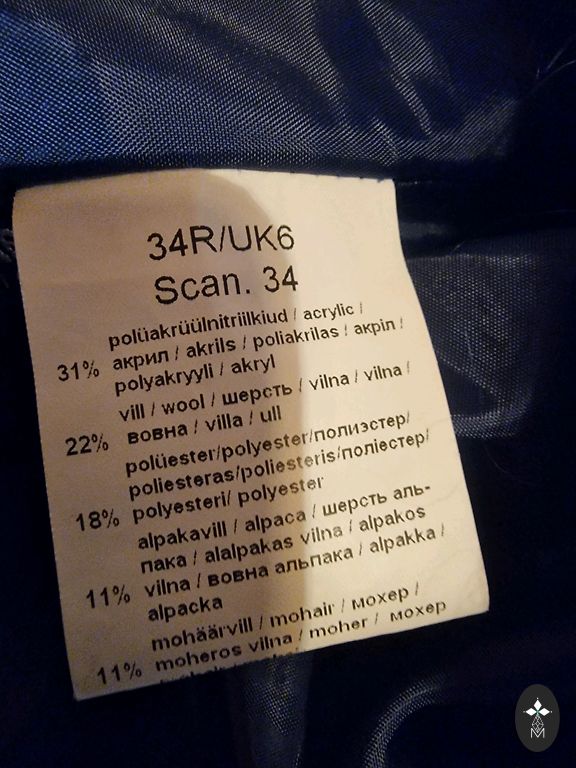 34R/UK6
Scan. 34
polüakrüülnitriilkiud / acrylic /
31% акрил / akrils / poliakrilas / акріл /
polyakryyli / akryl
vill / wool / шерсть / vilna / vilna /
22% вовна / villa / ull
polüester/polyester/полиэстер/
poliesteras/poliesteris/поліестер/
18% polyesteri/ polyester
alpakavill / alpaca / шерсть аль-
пака / alalpakas vilna / alpakos
11% vilna / вовна альпака / alpakka /
alpacka
mohäärvill / mohair / мохер /
11% moheros vilna / moher / мохер
M